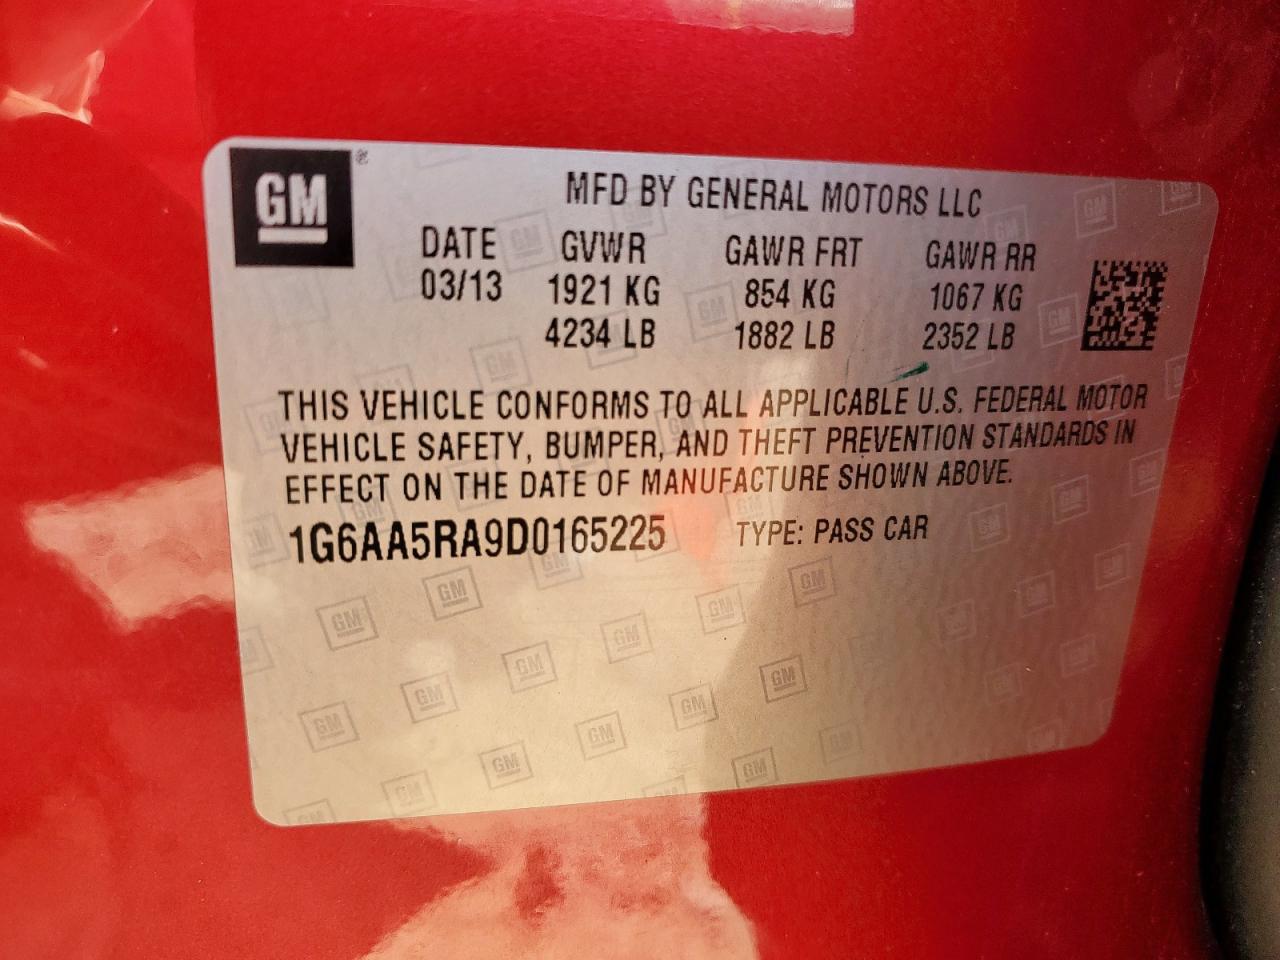 GM
MFD BY GENERAL MOTORS LLC
DATE GVWR GAWR FRT GAWR RR
03/13 1921 KG 854 KG 1067 KG
4234 LB 1882 LB 2352 LB
THIS VEHICLE CONFORMS TO ALL APPLICABLE U.S. FEDERAL MOTOR
VEHICLE SAFETY, BUMPER, AND THEFT PREVENTION STANDARDS IN
EFFECT ON THE DATE OF MANUFACTURE SHOWN ABOVE.
1G6AA5RA9D0165225 TYPE: PASS CAR